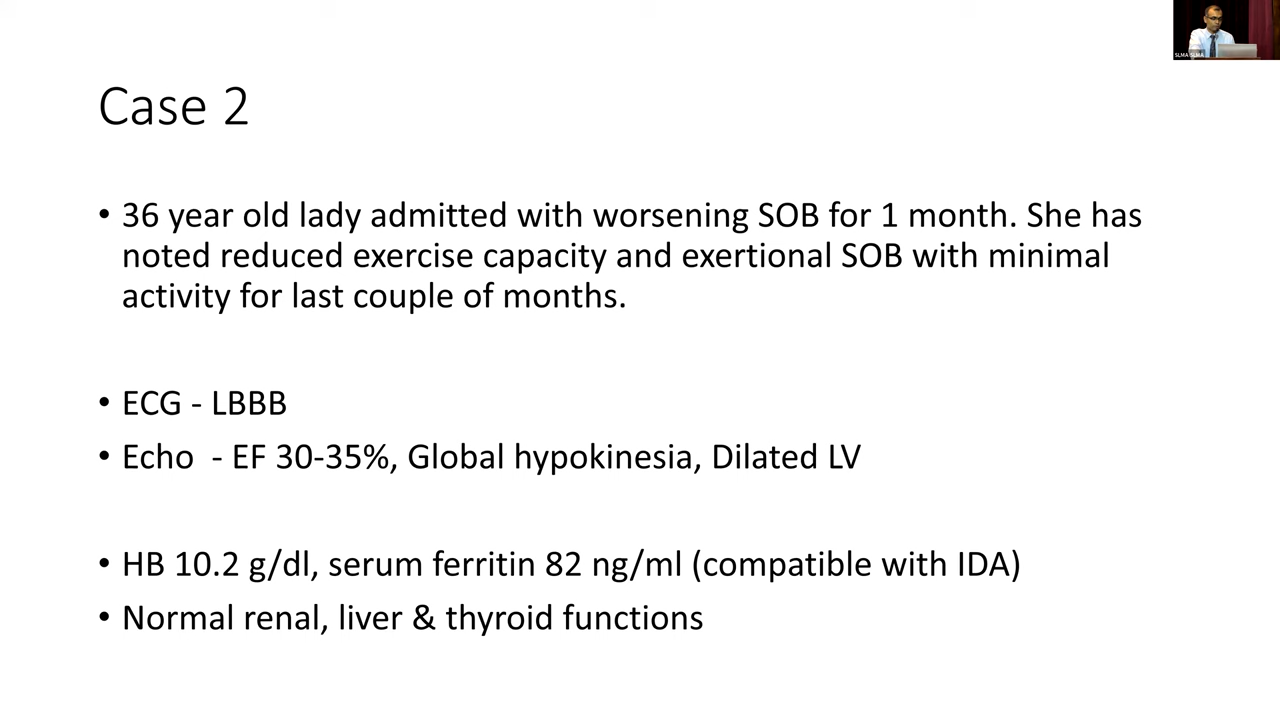 SLMA SLMA
Case 2
• 36 year old lady admitted with worsening SOB for 1 month. She has
noted reduced exercise capacity and exertional SOB with minimal
activity for last couple of months.
• ECG - LBBB
• Echo  - EF 30-35%, Global hypokinesia, Dilated LV
• HB 10.2 g/dl, serum ferritin 82 ng/ml (compatible with IDA)
• Normal renal, liver & thyroid functions